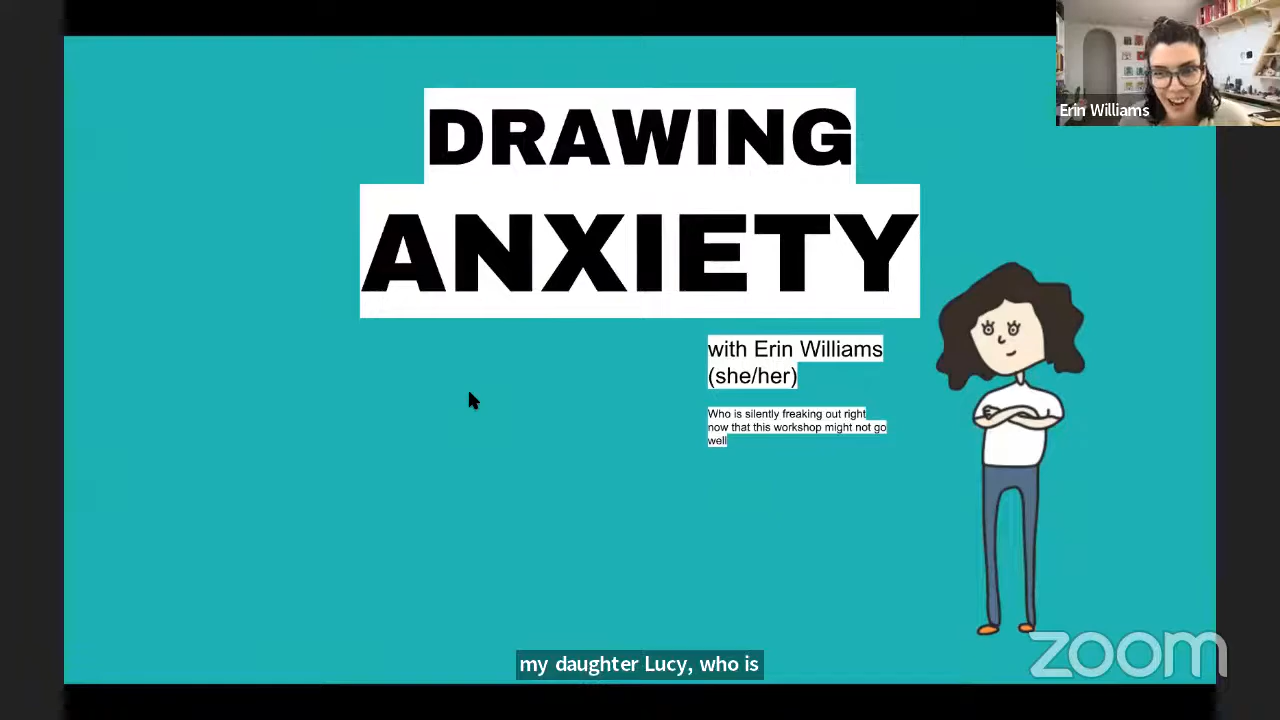 Erin Williams
DRAWING
ANXIETY
with Erin Williams
(she/her)
Who is silently freaking out right
now that this workshop might not go
well
my daughter Lucy, who is
zoom